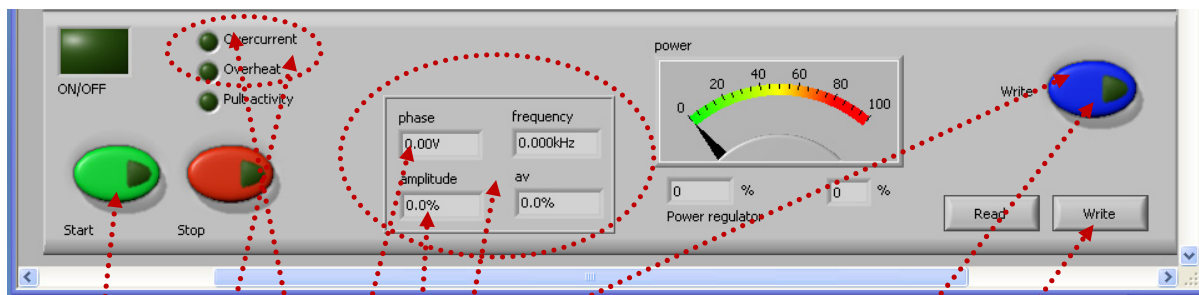 ON/OFF
Overcurrent
Overheat
Pult activity
Start
Stop
phase
0.00V
frequency
0.000kHz
amplitude
0.0%
av
0.0%
power
0 20 40 60 80 100
0 %
0 %
Power regulator
Write
Read
Write